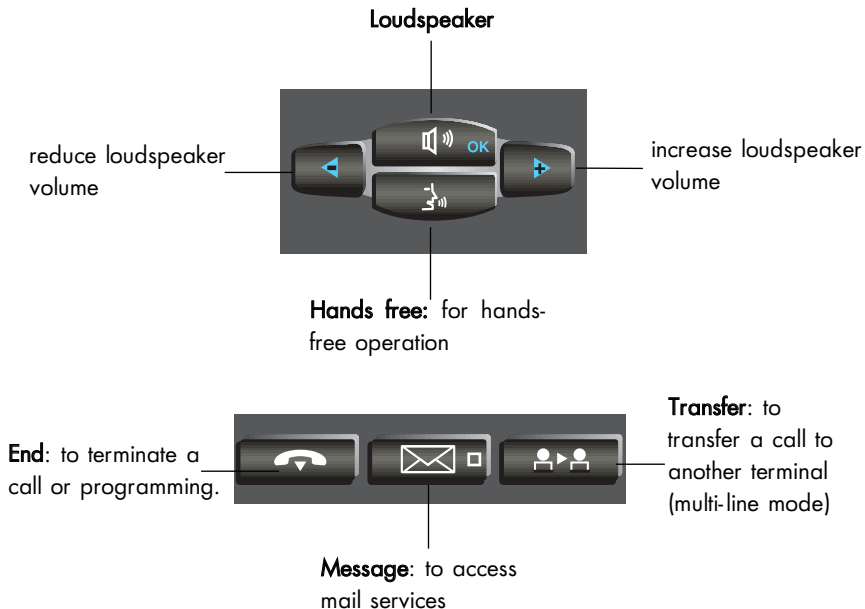 Loudspeaker
reduce loudspeaker
volume
OK
-
+
increase loudspeaker
volume
Hands free: for hands-
free operation
End: to terminate a
call or programming.
Transfer: to
transfer a call to
another terminal
(multi-line mode)
Message: to access
mail services